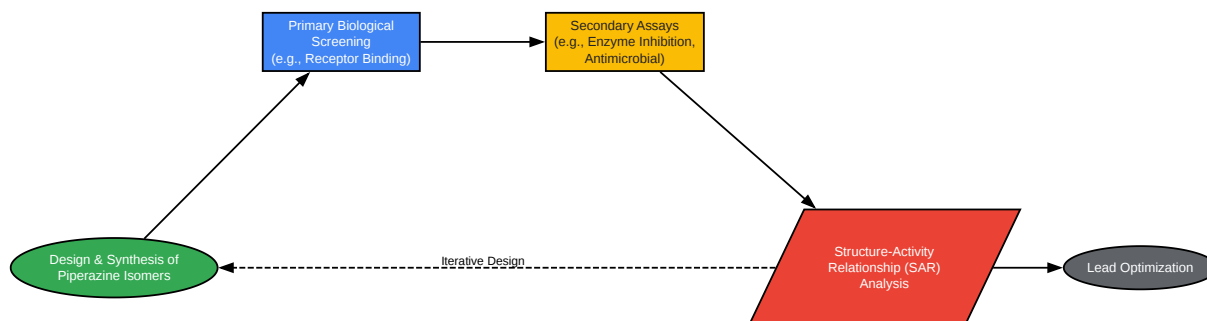 Primary Biological
Screening
(e.g., Receptor Binding)
Secondary Assays
(e.g., Enzyme Inhibition,
Antimicrobial)
Design & Synthesis of
Piperazine Isomers
Iterative Design
Structure-Activity
Relationship (SAR)
Analysis
Lead Optimization